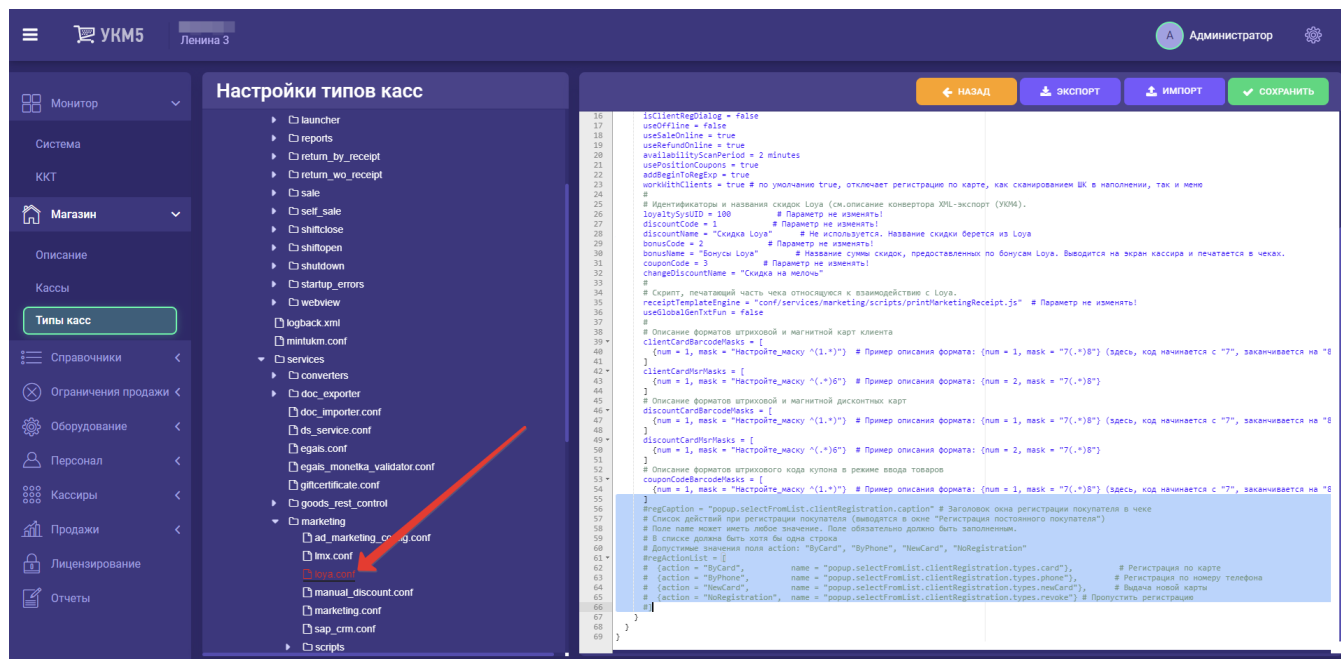 УКМ5
Ленина 3
А
Администратор
Монитор
Система
ККТ
Магазин
Описание
Кассы
Типы касс
Справочники
Ограничения продажи
Оборудование
Персонал
Кассиры
Продажи
Лицензирование
Отчеты
Настройки типов касс
launcher
reports
return_by_receipt
return_wo_receipt
sale
self_sale
shiftclose
shiftopen
shutdown
startup_errors
webview
logback.xml
mintukm.conf
services
converters
doc_exporter
doc_importer.conf
ds_service.conf
egais.conf
egais_monetka_validator.conf
giftcertificate.conf
goods_rest_control
marketing
ad_marketing_config.conf
lmx.conf
loya.conf
manual_discount.conf
marketing.conf
sap_crm.conf
scripts
НАЗАД
ЭКСПОРТ
ИМПОРТ
СОХРАНИТЬ
16 isClientRegDialog = false
17 useOffline = false
18 useSaleOnline = true
19 useRefundOnline = true
20 availabilityScanPeriod = 2 minutes
21 usePositionCoupons = true
22 addBeginToRegExp = true
23 workWithClients = true # по умолчанию true, отключает регистрацию по карте, как сканированием ШК в наполнении, так и меню
24 #
25 # Идентификаторы и названия скидок Loya (см.описание конвертора XML-экспорт (УКМ4).
26 loyaltySysUID = 100 # Параметр не изменять!
27 discountCode = 1 # Параметр не изменять!
28 discountName = "Скидка Loya" # Не используется. Название скидки берется из Loya
29 bonusCode = 2 # Параметр не изменять!
30 bonusName = "Бонусы Loya" # Название суммы скидок, предоставленных по бонусам Loya. Выводится на экран кассира и печатается в чеках.
31 couponCode = 3 # Параметр не изменять!
32 changeDiscountName = "Скидка на мелочь"
33 #
34 # Скрипт, печатающий часть чека относящуюся к взаимодействию с Loya.
35 receiptTemplateEngine = "conf/services/marketing/scripts/printMarketingReceipt.js" # Параметр не изменять!
36 useGlobalGenTxtFun = false
37 #
38 # Описание форматов штриховой и магнитной карт клиента
39 clientCardBarcodeMasks = [
40 {num = 1, mask = "Настройте_маску ^(1.*)"} # Пример описания формата: {num = 1, mask = "7(.*)8"} (здесь, код начинается с "7", заканчивается на "8
41 ]
42 clientCardMsrMasks = [
43 {num = 1, mask = "Настройте_маску ^(.*)6"} # Пример описания формата: {num = 2, mask = "7(.*)8"}
44 ]
45 # Описание форматов штриховой и магнитной дисконтных карт
46 discountCardBarcodeMasks = [
47 {num = 1, mask = "Настройте_маску ^(1.*)"} # Пример описания формата: {num = 1, mask = "7(.*)8"} (здесь, код начинается с "7", заканчивается на "8
48 ]
49 discountCardMsrMasks = [
50 {num = 1, mask = "Настройте_маску ^(.*)6"} # Пример описания формата: {num = 2, mask = "7(.*)8"}
51 ]
52 # Описание форматов штрихового кода купона в режиме ввода товаров
53 couponCodeBarcodeMasks = [
54 {num = 1, mask = "Настройте_маску ^(1.*)"} # Пример описания формата: {num = 1, mask = "7(.*)8"} (здесь, код начинается с "7", заканчивается на "8
55 ]
56 #regCaption = "popup.selectFromList.clientRegistration.caption" # Заголовок окна регистрации покупателя в чеке
57 # Список действий при регистрации покупателя (выводятся в окне "Регистрация постоянного покупателя")
58 # Поле name может иметь любое значение. Поле обязательно должно быть заполненным.
59 # В списке должна быть хотя бы одна строка
60 # Допустимые значения поля action: "ByCard", "ByPhone", "NewCard", "NoRegistration"
61 #regActionList = [
62 # {action = "ByCard", name = "popup.selectFromList.clientRegistration.types.card"}, # Регистрация по карте
63 # {action = "ByPhone", name = "popup.selectFromList.clientRegistration.types.phone"}, # Регистрация по номеру телефона
64 # {action = "NewCard", name = "popup.selectFromList.clientRegistration.types.newCard"}, # Выдача новой карты
65 # {action = "NoRegistration", name = "popup.selectFromList.clientRegistration.types.revoke"} # Пропустить регистрацию
66 #]
67 }
68 }
69 }